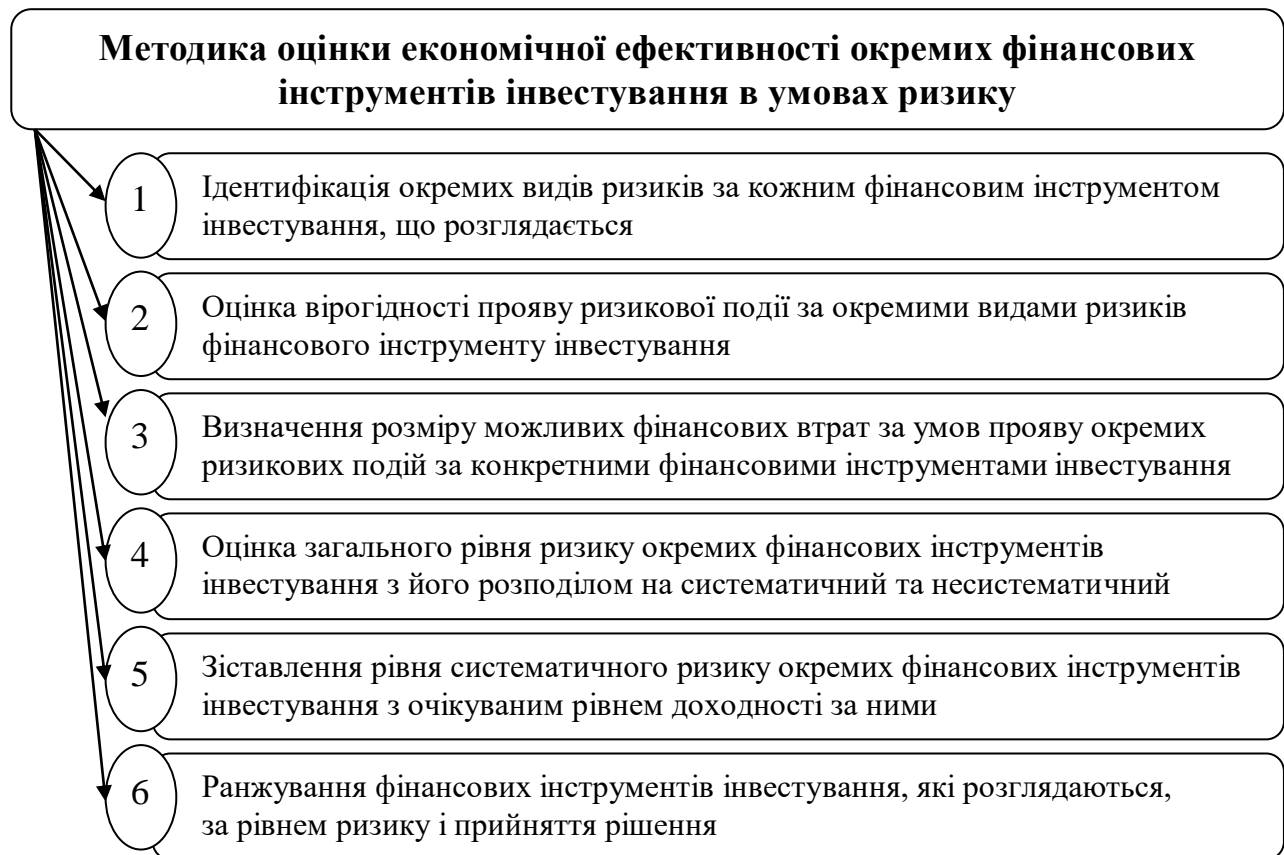 Методика оцінки економічної ефективності окремих фінансових
інструментів інвестування в умовах ризику
1
Ідентифікація окремих видів ризиків за кожним фінансовим інструментом
інвестування, що розглядається
2
Оцінка вірогідності прояву ризикової події за окремими видами ризиків
фінансового інструменту інвестування
3
Визначення розміру можливих фінансових втрат за умов прояву окремих
ризикових подій за конкретними фінансовими інструментами інвестування
4
Оцінка загального рівня ризику окремих фінансових інструментів
інвестування з його розподілом на систематичний та несистематичний
5
Зіставлення рівня систематичного ризику окремих фінансових інструментів
інвестування з очікуваним рівнем доходності за ними
6
Ранжування фінансових інструментів інвестування, які розглядаються,
за рівнем ризику і прийняття рішення